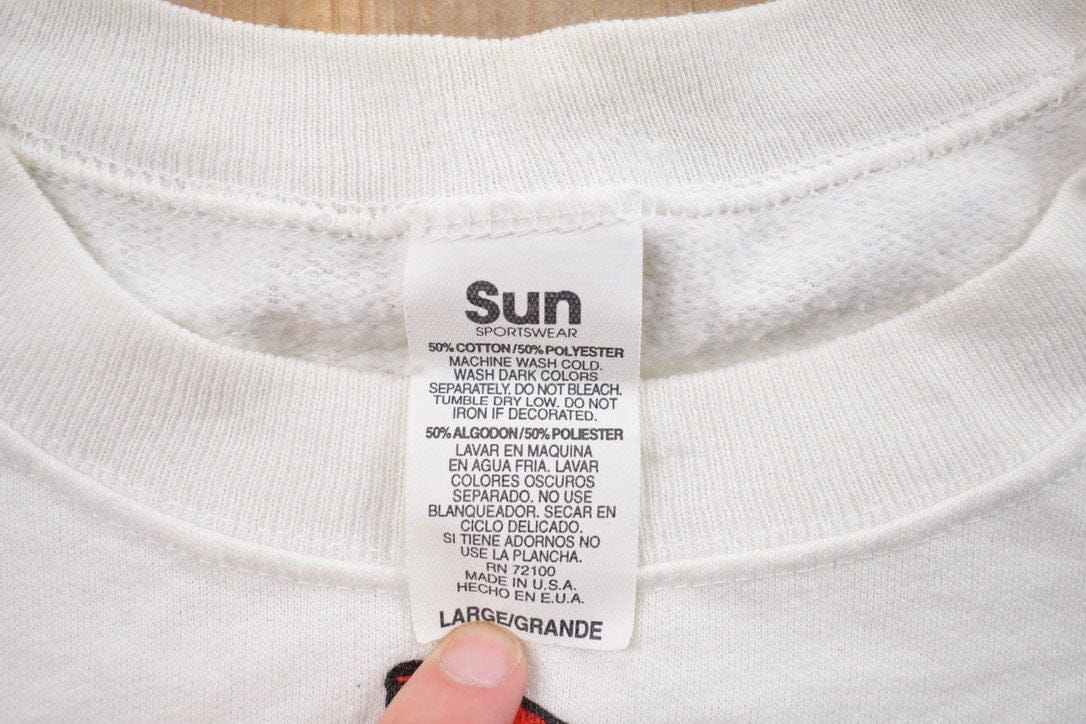 Sun
SPORTSWEAR
50% COTTON/50% POLYESTER
MACHINE WASH COLD.
WASH DARK COLORS
SEPARATELY. DO NOT BLEACH.
TUMBLE DRY LOW. DO NOT
IRON IF DECORATED.
50% ALGODON/50% POLIESTER
LAVAR EN MAQUINA
EN AGUA FRIA. LAVAR
COLORES OSCUROS
SEPARADO. NO USE
BLANQUEADOR. SECAR EN
CICLO DELICADO.
SI TIENE ADORNOS NO
USE LA PLANCHA.
RN 72100
MADE IN U.S.A.
HECHO EN E.U.A.
LARGE/GRANDE